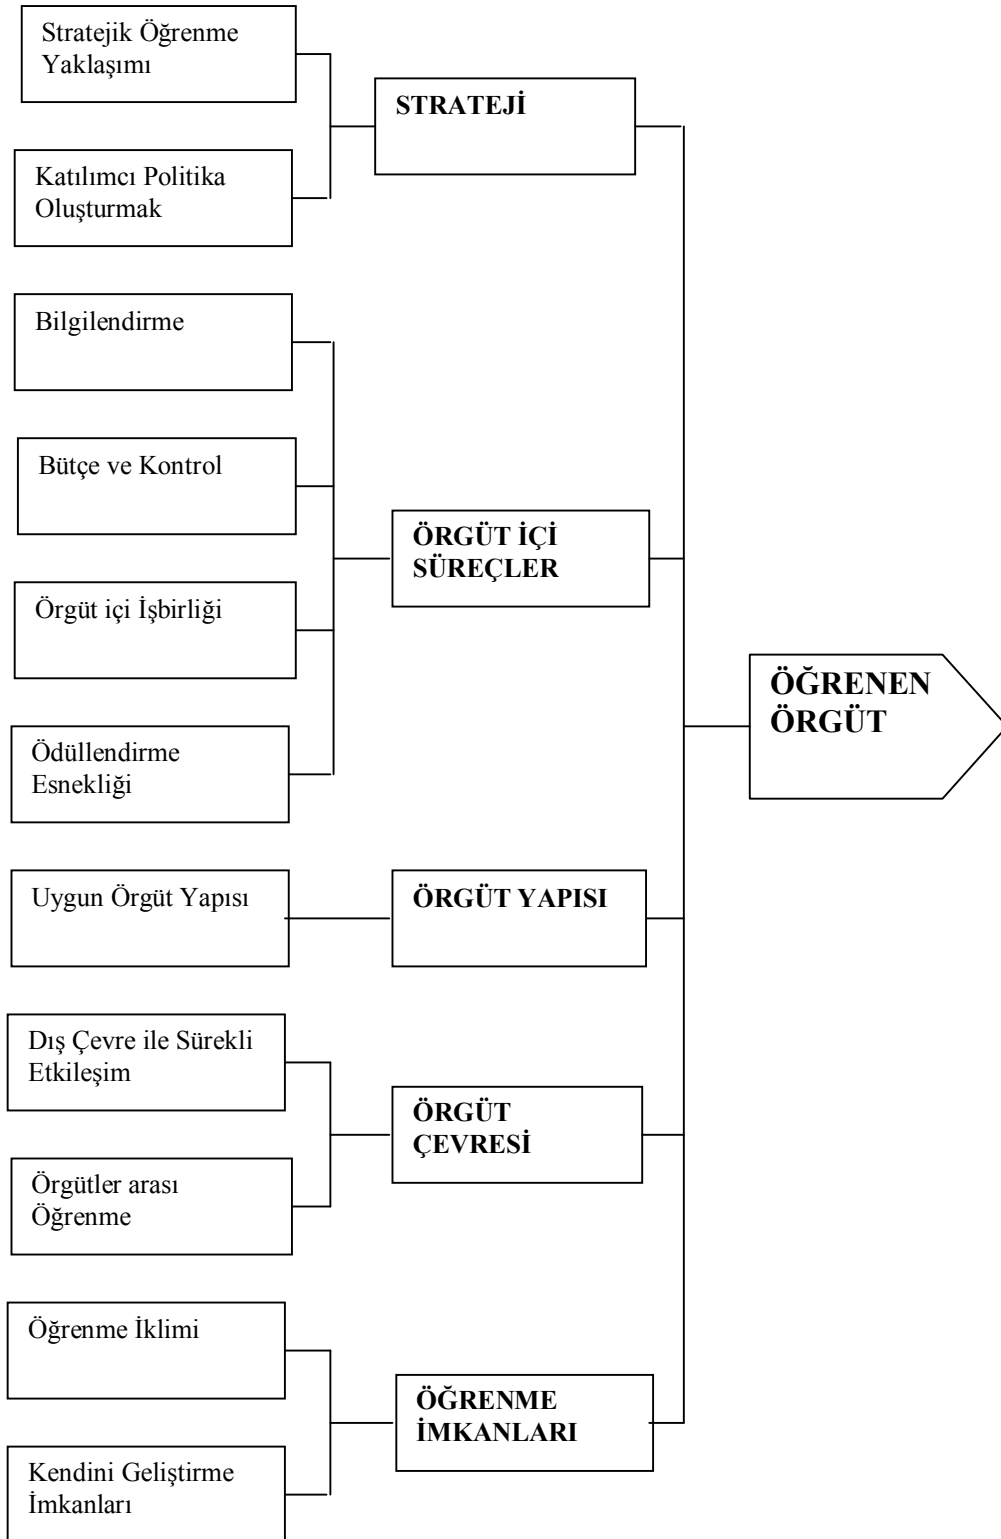 Stratejik Öğrenme
Yaklaşımı
STRATEJİ
Katılımcı Politika
Oluşturmak
Bilgilendirme
Bütçe ve Kontrol
ÖRGÜT İÇİ
SÜREÇLER
Örgüt içi İşbirliği
ÖĞRENEN
ÖRGÜT
Ödüllendirme
Esnekliği
Uygun Örgüt Yapısı
ÖRGÜT YAPISI
Dış Çevre ile Sürekli
Etkileşim
ÖRGÜT
ÇEVRESİ
Örgütler arası
Öğrenme
Öğrenme İklimi
ÖĞRENME
İMKANLARI
Kendini Geliştirme
İmkanları